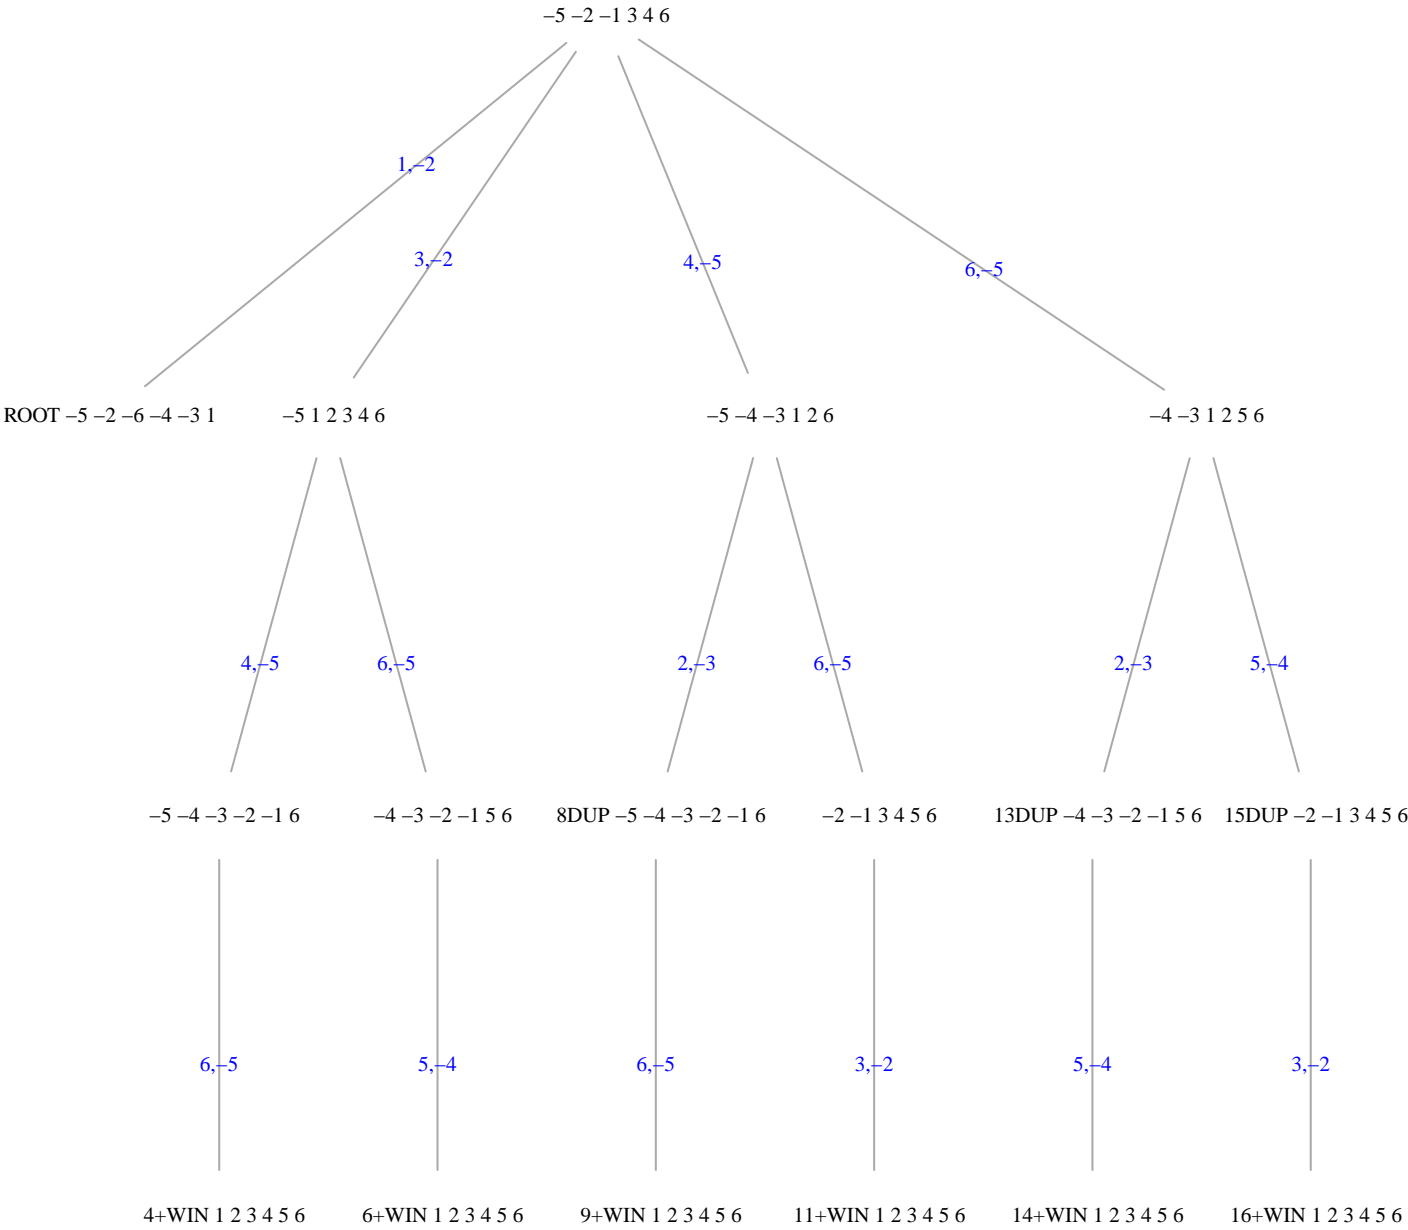 –5 –2 –1 3 4 6
1,–2
3,–2
4,–5
6,–5
ROOT –5 –2 –6 –4 –3 1
–5 1 2 3 4 6
–5 –4 –3 1 2 6
–4 –3 1 2 5 6
4,–5
6,–5
2,–3
6,–5
2,–3
5,–4
–5 –4 –3 –2 –1 6
–4 –3 –2 –1 5 6
8DUP –5 –4 –3 –2 –1 6
–2 –1 3 4 5 6
13DUP –4 –3 –2 –1 5 6
15DUP –2 –1 3 4 5 6
6,–5
5,–4
6,–5
3,–2
5,–4
3,–2
4+WIN 1 2 3 4 5 6
6+WIN 1 2 3 4 5 6
9+WIN 1 2 3 4 5 6
11+WIN 1 2 3 4 5 6
14+WIN 1 2 3 4 5 6
16+WIN 1 2 3 4 5 6